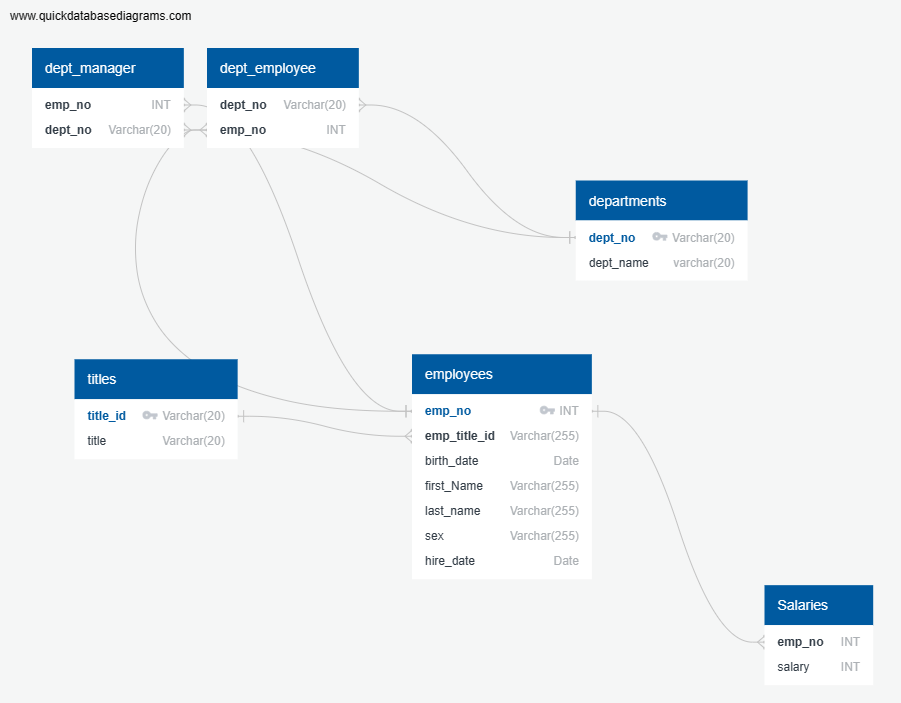 www.quickdatabasediagrams.com
dept_manager
emp_no INT
dept_no Varchar(20)
dept_employee
dept_no Varchar(20)
emp_no INT
departments
dept_no Varchar(20)
dept_name varchar(20)
titles
title_id Varchar(20)
title Varchar(20)
employees
emp_no INT
emp_title_id Varchar(255)
birth_date Date
first_Name Varchar(255)
last_name Varchar(255)
sex Varchar(255)
hire_date Date
Salaries
emp_no INT
salary INT